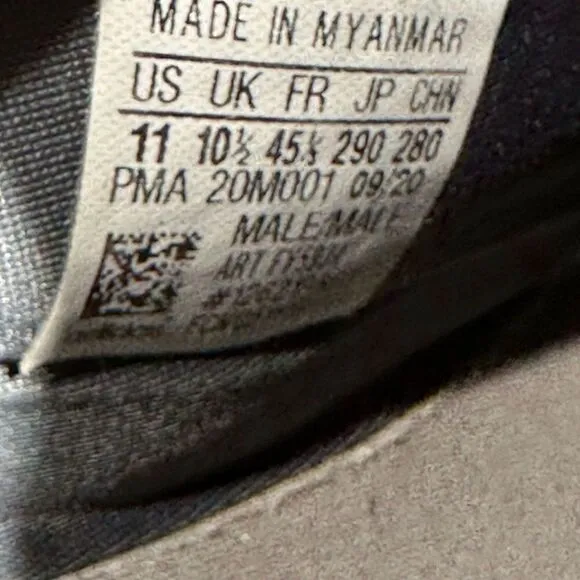 MADE IN MYANMAR
US UK FR JP CHN
11 10½ 45⅓ 290 280
PMA 20M001 09/20
MALE/MALE
ART